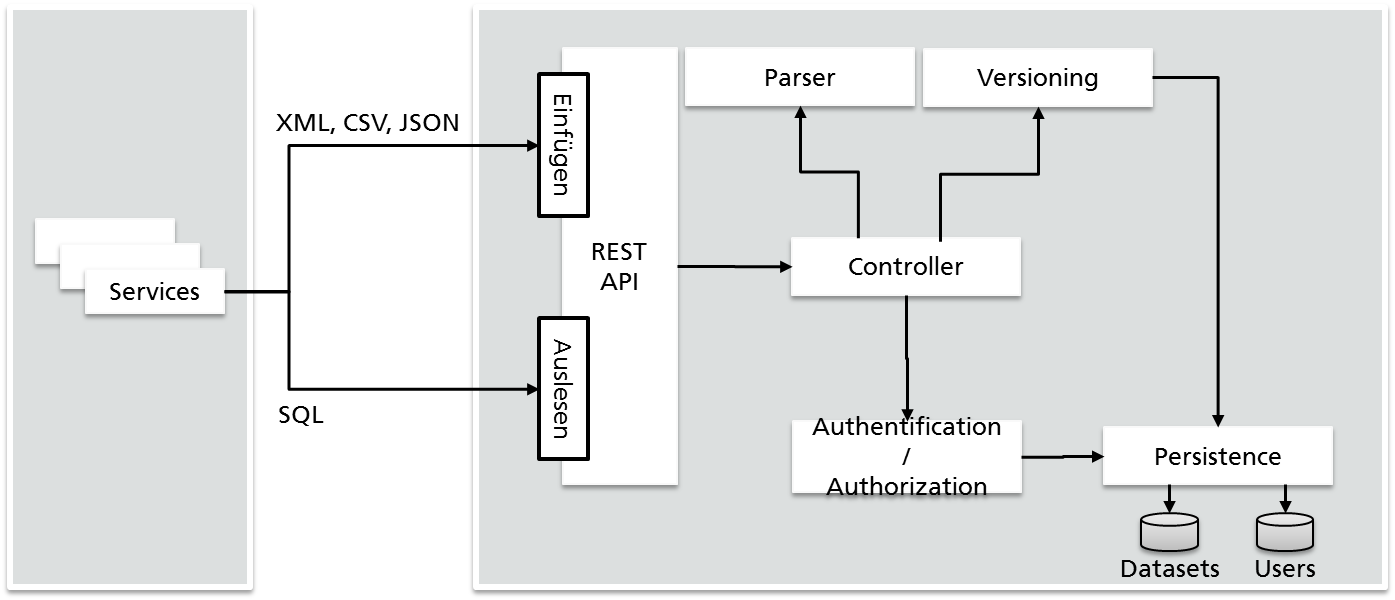 XML, CSV, JSON
Services
SQL
Einfügen
Auslesen
REST
API
Parser
Versioning
Controller
Authentification
/
Authorization
Persistence
Datasets
Users